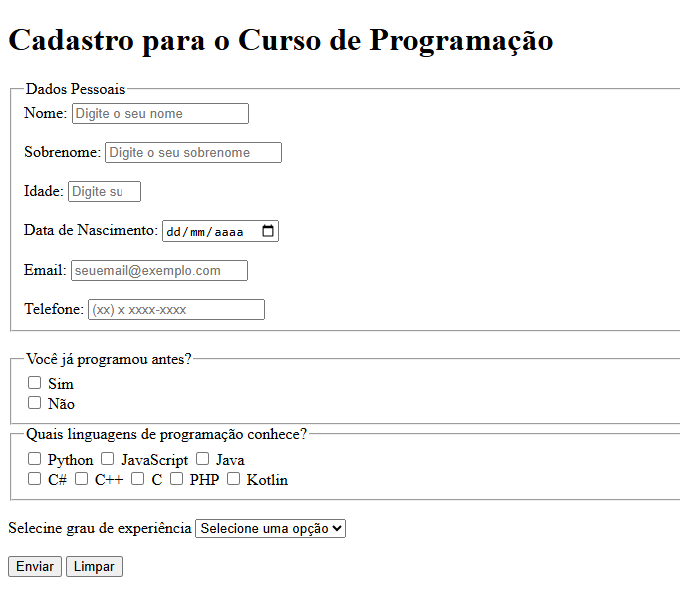 Cadastro para o Curso de Programação
Dados Pessoais
Nome: Digite o seu nome
Sobrenome: Digite o seu sobrenome
Idade: Digite su
Data de Nascimento: dd/mm/aaaa
Email: seuemail@exemplo.com
Telefone: (xx) x xxxx-xxxx
Você já programou antes?
Sim
Não
Quais linguagens de programação conhece?
Python JavaScript Java
C# C++ C PHP Kotlin
Selecine grau de experiência Selecione uma opção
Enviar Limpar